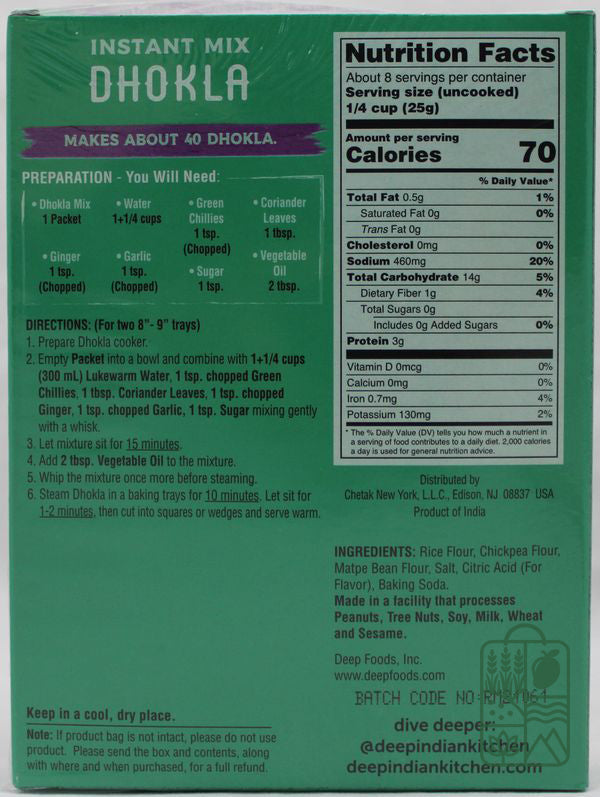 INSTANT MIX
DHOKLA
MAKES ABOUT 40 DHOKLA.
PREPARATION - You Will Need:
• Dhokla Mix
1 Packet
• Water
1+1/4 cups
• Green
Chillies
1 tsp.
(Chopped)
• Coriander
Leaves
1 tbsp.
• Ginger
1 tsp.
(Chopped)
• Garlic
1 tsp.
(Chopped)
• Sugar
1 tsp.
• Vegetable
Oil
2 tbsp.
DIRECTIONS: (For two 8"- 9" trays)
1. Prepare Dhokla cooker.
2. Empty Packet into a bowl and combine with 1+1/4 cups
(300 mL) Lukewarm Water, 1 tsp. chopped Green
Chillies, 1 tbsp. Coriander Leaves, 1 tsp. chopped
Ginger, 1 tsp. chopped Garlic, 1 tsp. Sugar mixing gently
with a whisk.
3. Let mixture sit for 15 minutes.
4. Add 2 tbsp. Vegetable Oil to the mixture.
5. Whip the mixture once more before steaming.
6. Steam Dhokla in a baking trays for 10 minutes. Let sit for
1-2 minutes, then cut into squares or wedges and serve warm.
Keep in a cool, dry place.
Note: If product bag is not intact, please do not use
product. Please send the box and contents, along
with where and when purchased, for a full refund.
Nutrition Facts
About 8 servings per container
Serving size (uncooked)
1/4 cup (25g)
Amount per serving
Calories 70
% Daily Value*
Total Fat 0.5g 1%
Saturated Fat 0g 0%
Trans Fat 0g
Cholesterol 0mg 0%
Sodium 460mg 20%
Total Carbohydrate 14g 5%
Dietary Fiber 1g 4%
Total Sugars 0g
Includes 0g Added Sugars 0%
Protein 3g
Vitamin D 0mcg 0%
Calcium 0mg 0%
Iron 0.7mg 4%
Potassium 130mg 2%
* The % Daily Value (DV) tells you how much a nutrient in
a serving of food contributes to a daily diet. 2,000 calories
a day is used for general nutrition advice.
Distributed by
Chetak New York, L.L.C., Edison, NJ 08837 USA
Product of India
INGREDIENTS: Rice Flour, Chickpea Flour,
Matpe Bean Flour, Salt, Citric Acid (For
Flavor), Baking Soda.
Made in a facility that processes
Peanuts, Tree Nuts, Soy, Milk, Wheat
and Sesame.
Deep Foods, Inc.
www.deepfoods.com
BATCH CODE NO
dive deeper:
@deepindiankitchen
deepindiankitchen.com